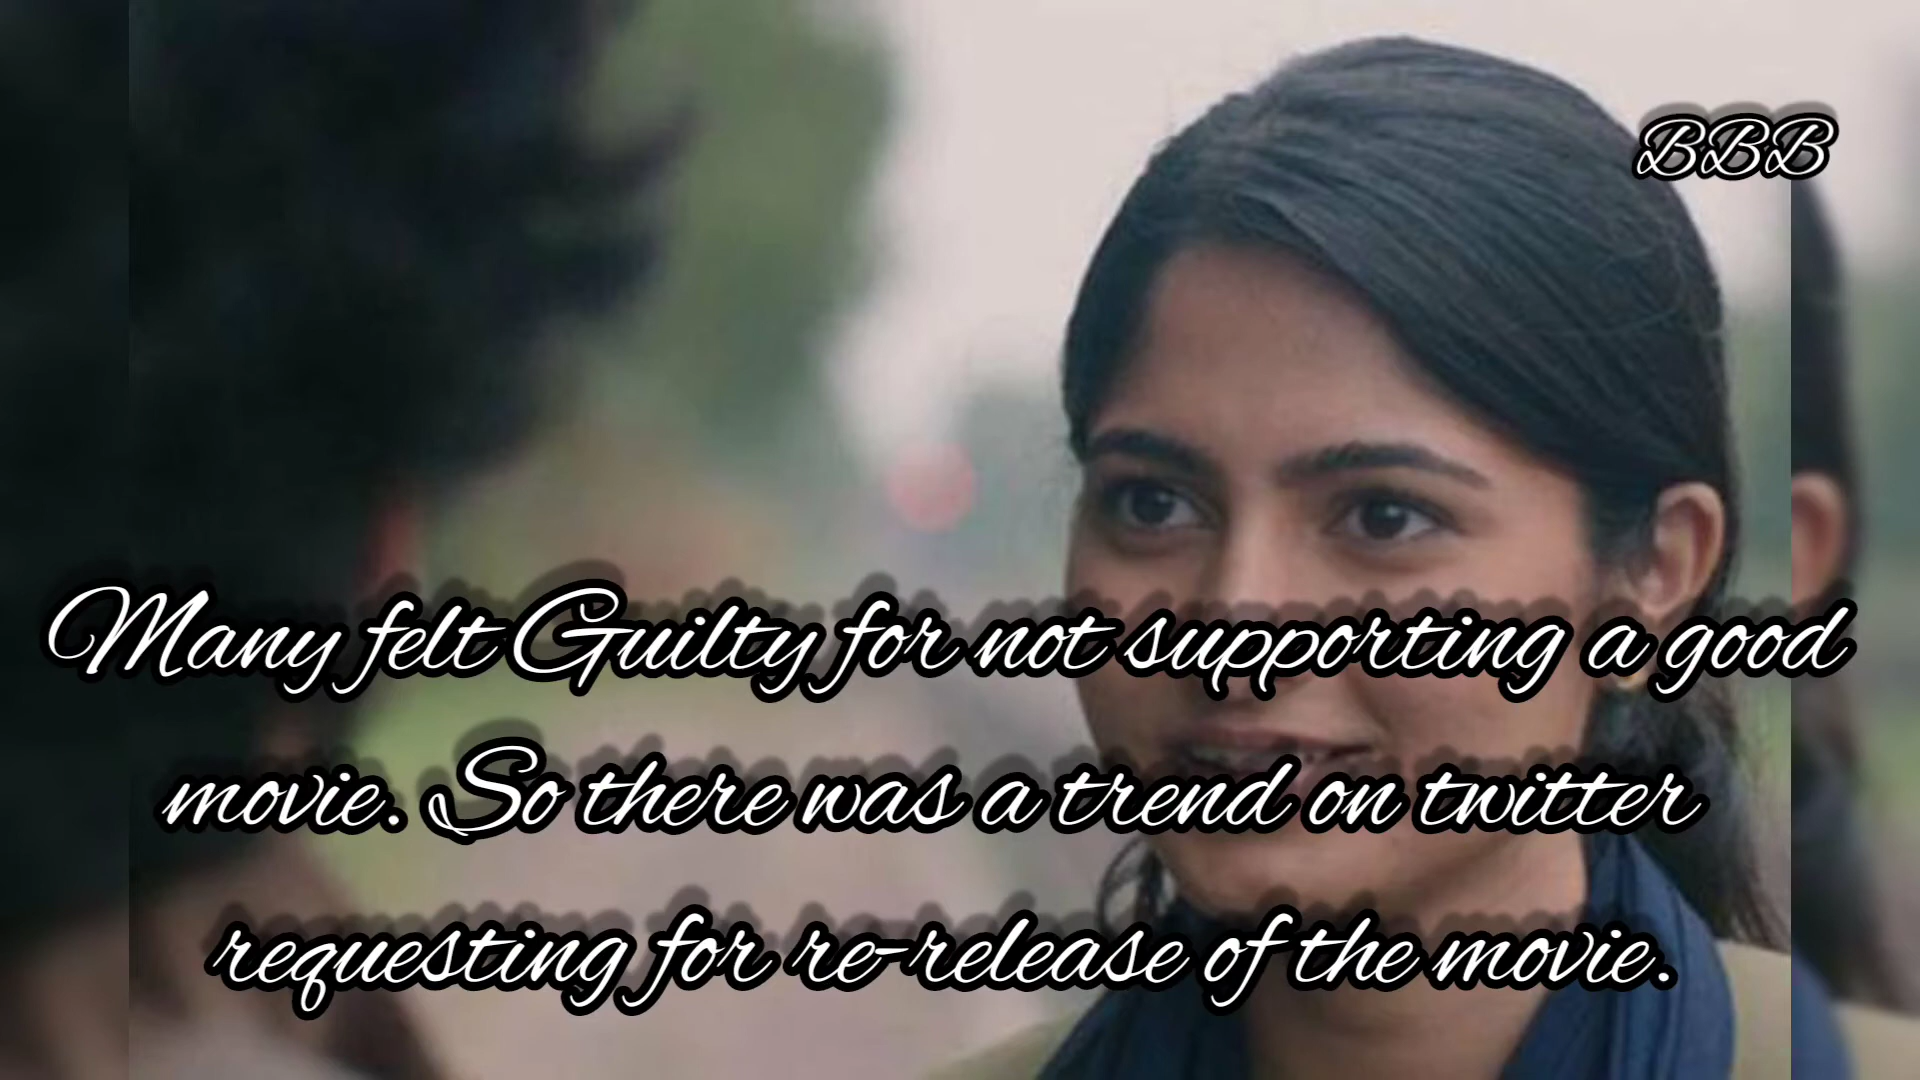 BBB
Many felt Guilty for not supporting a good
movie. So there was a trend on twitter
requesting for re-release of the movie.